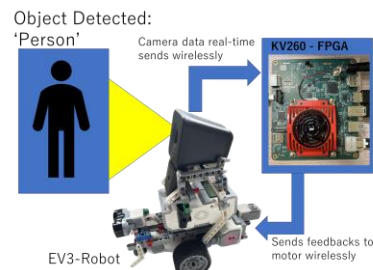 Object Detected:
'Person'
Camera data real-time
sends wirelessly
KV260 - FPGA
Sends feedbacks to
motor wirelessly
EV3-Robot